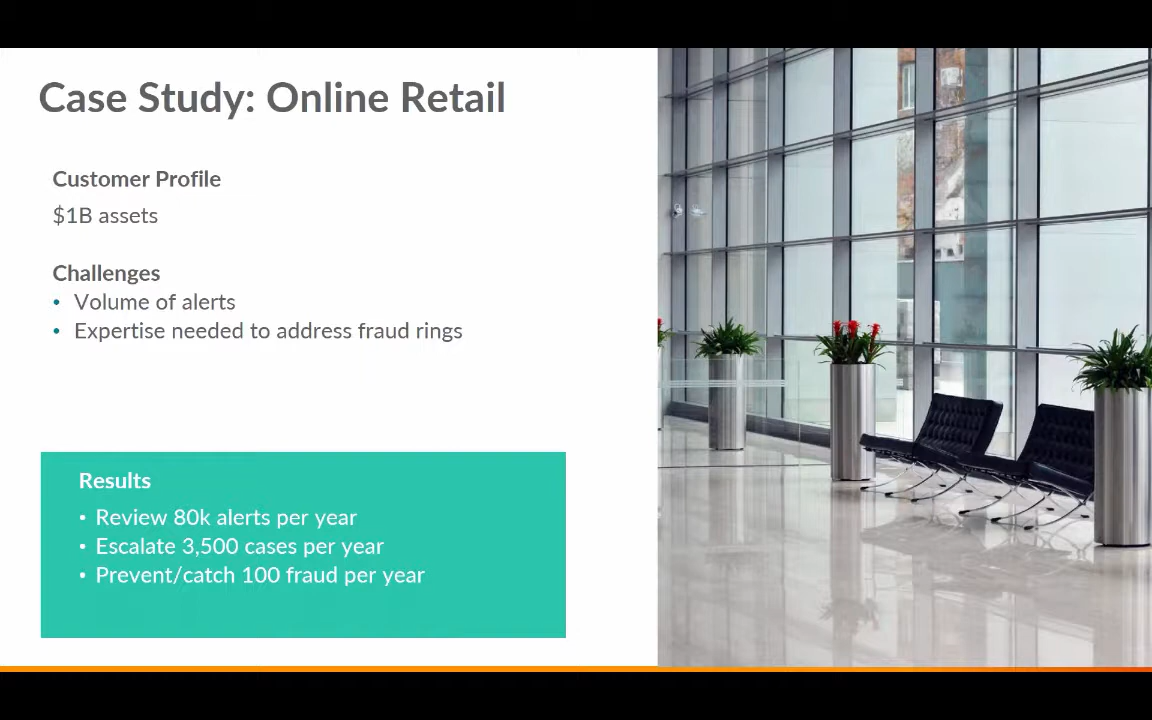 Case Study: Online Retail
Customer Profile
$1B assets
Challenges
• Volume of alerts
• Expertise needed to address fraud rings
Results
• Review 80k alerts per year
• Escalate 3,500 cases per year
• Prevent/catch 100 fraud per year